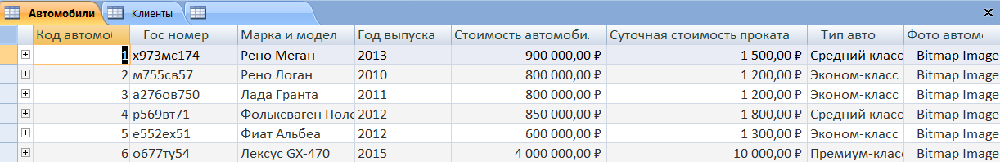 Автомобили Клиенты
Код автомоб Гос номер Марка и модел Год выпуска Стоимость автомоби. Суточная стоимость проката Тип авто Фото автомо
1 х973мс174 Рено Меган 2013 900 000,00 ₽ 1 500,00 ₽ Средний класс Bitmap Image
2 м755св57 Рено Логан 2010 800 000,00 ₽ 1 200,00 ₽ Эконом-класс Bitmap Image
3 а276ов750 Лада Гранта 2011 800 000,00 ₽ 1 200,00 ₽ Эконом-класс Bitmap Image
4 р569вт71 Фольксваген Поло 2012 850 000,00 ₽ 1 800,00 ₽ Средний класс Bitmap Image
5 е552ех51 Фиат Альбеа 2012 600 000,00 ₽ 1 300,00 ₽ Эконом-класс Bitmap Image
6 о677ту54 Лексус GX-470 2015 4 000 000,00 ₽ 10 000,00 ₽ Премиум-клас Bitmap Image